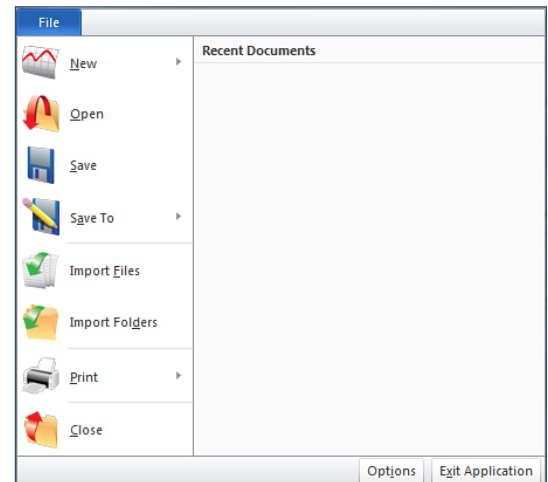 File
New
Open
Save
Save To
Import Files
Import Folders
Print
Close
Recent Documents
Options
Exit Application